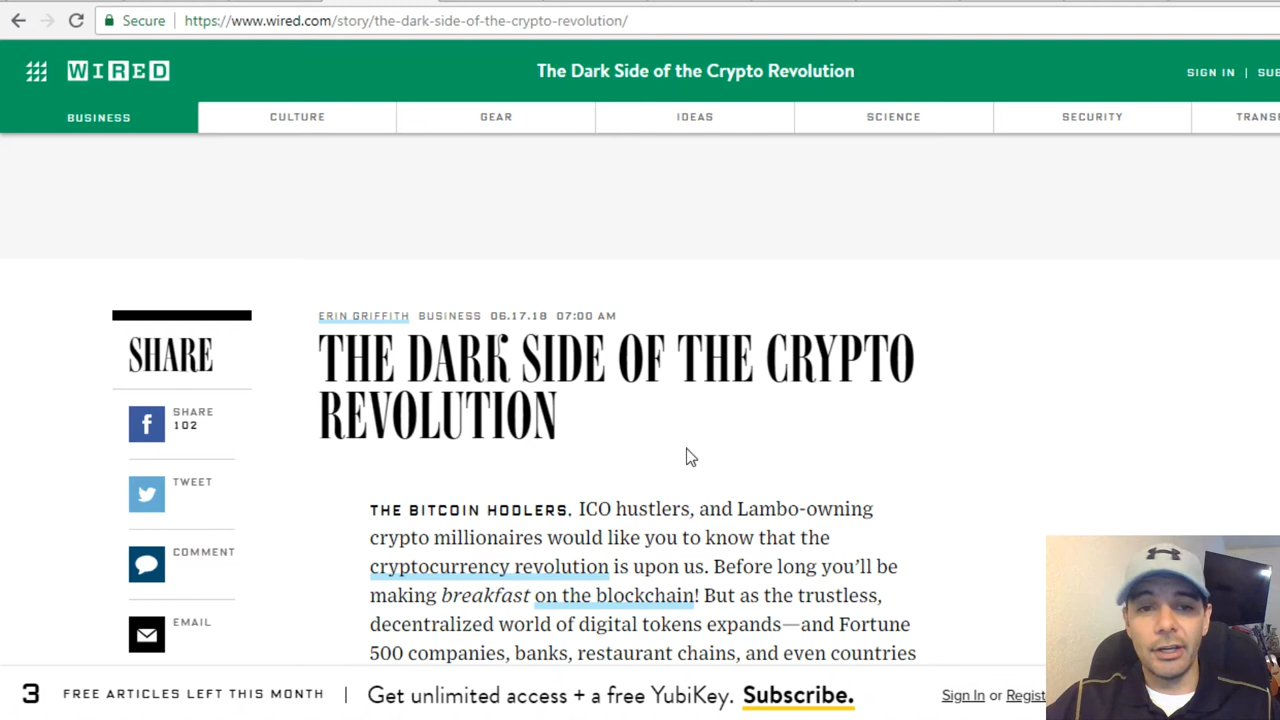 Secure
https://www.wired.com/story/the-dark-side-of-the-crypto-revolution/
WIRED
The Dark Side of the Crypto Revolution
SIGN IN | SUB
BUSINESS
CULTURE
GEAR
IDEAS
SCIENCE
SECURITY
TRANS
ERIN GRIFFITH BUSINESS 06.17.18 07:00 AM
THE DARK SIDE OF THE CRYPTO
REVOLUTION
SHARE
SHARE
102
TWEET
COMMENT
EMAIL
THE BITCOIN HODLERS, ICO hustlers, and Lambo-owning
crypto millionaires would like you to know that the
cryptocurrency revolution is upon us. Before long you’ll be
making breakfast on the blockchain! But as the trustless,
decentralized world of digital tokens expands—and Fortune
500 companies, banks, restaurant chains, and even countries
3 FREE ARTICLES LEFT THIS MONTH | Get unlimited access + a free YubiKey. Subscribe. Sign In or Regist